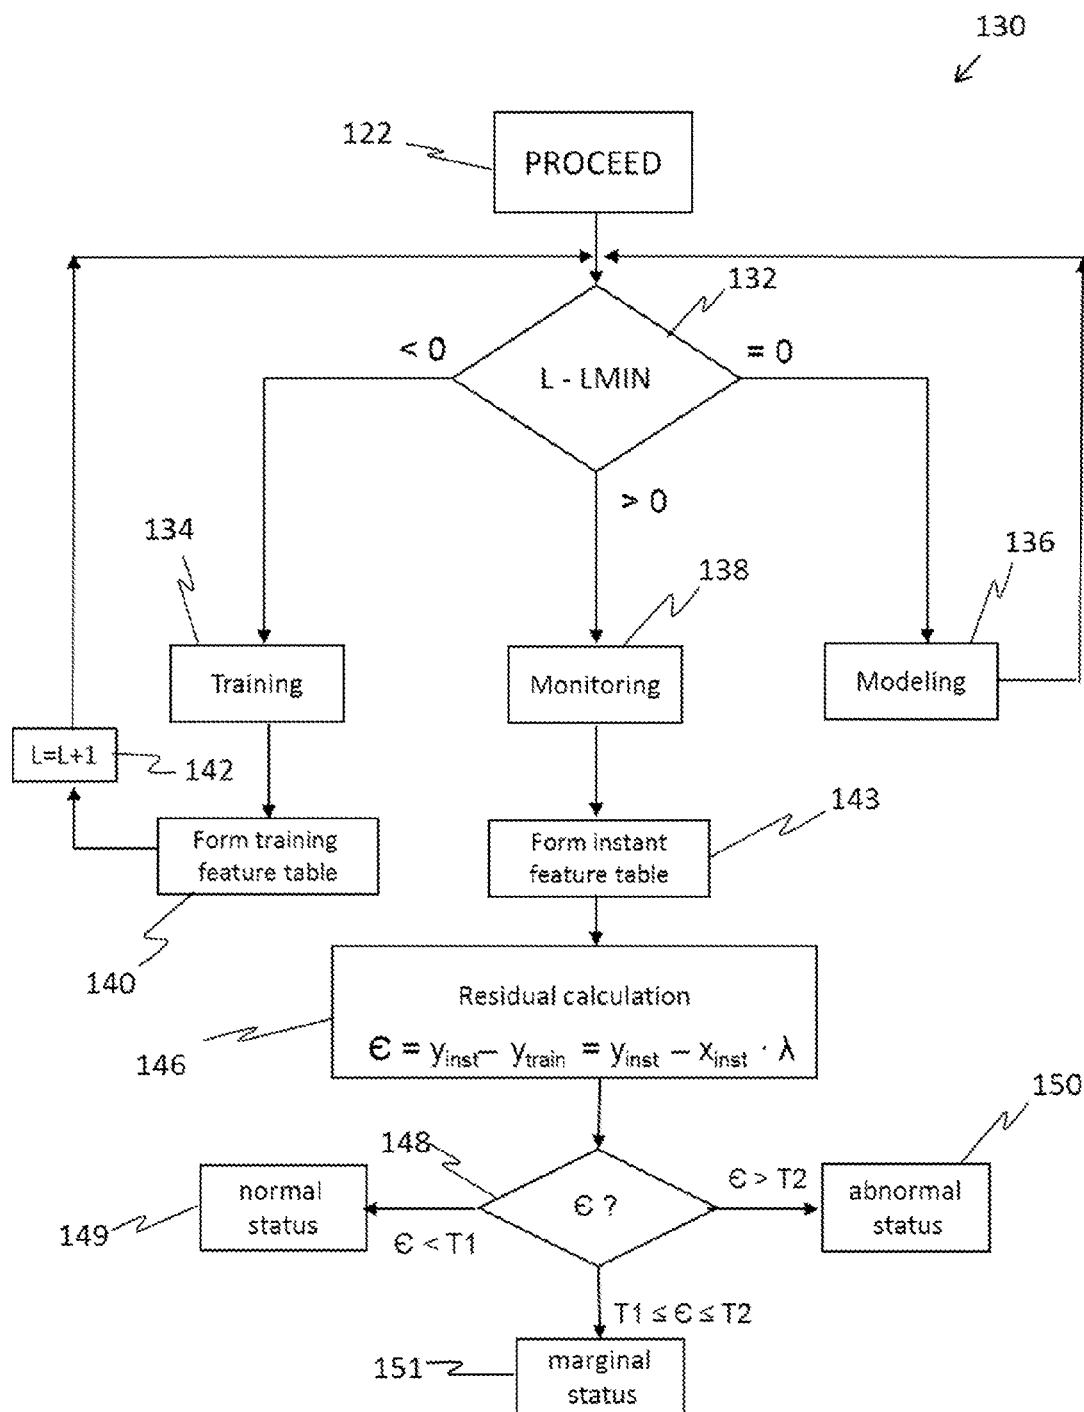 130
122
PROCEED
132
< 0
= 0
L - LMIN
> 0
134
138
136
Training
Monitoring
Modeling
L=L+1
142
143
Form training
feature table
Form instant
feature table
140
146
Residual calculation
Є = yinst – ytrain = yinst – xinst · λ
150
148
normal
status
Є ?
Є > T2
abnormal
status
149
Є < T1
T1 ≤ Є ≤ T2
151
marginal
status